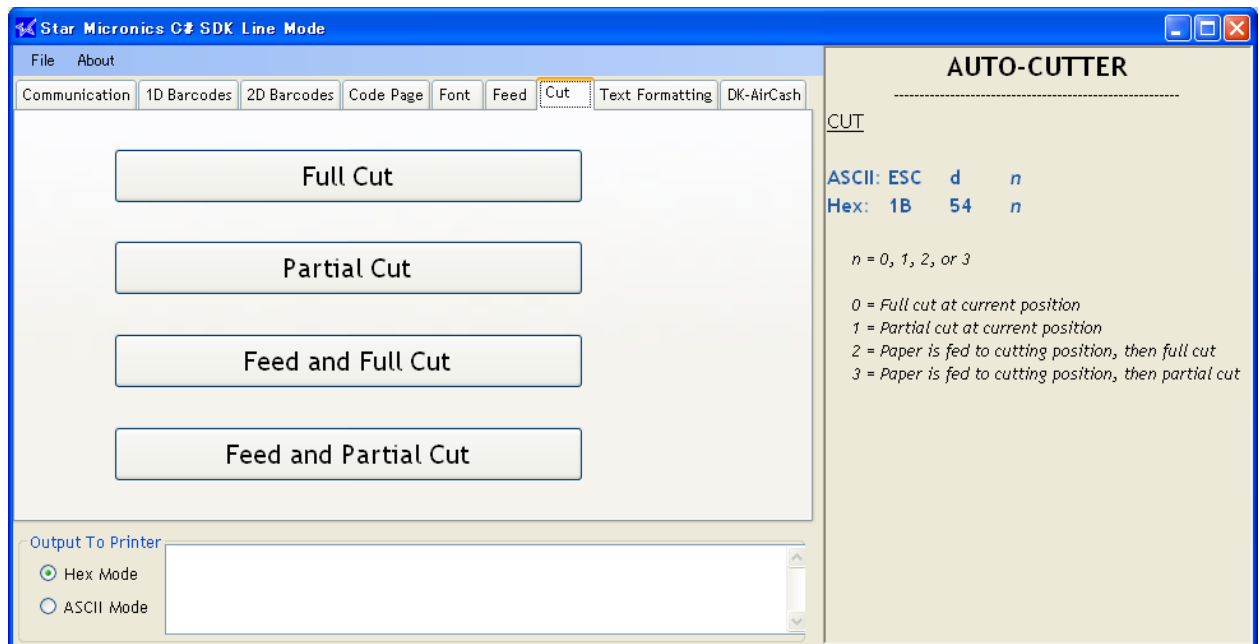 Star Micronics C# SDK Line Mode
File About
Communication 1D Barcodes 2D Barcodes Code Page Font Feed Cut Text Formatting DK-AirCash
Full Cut
Partial Cut
Feed and Full Cut
Feed and Partial Cut
Output To Printer
Hex Mode
ASCII Mode
AUTO-CUTTER
------------------------------------------------------
CUT
ASCII: ESC d n
Hex: 1B 54 n
n = 0, 1, 2, or 3
0 = Full cut at current position
1 = Partial cut at current position
2 = Paper is fed to cutting position, then full cut
3 = Paper is fed to cutting position, then partial cut